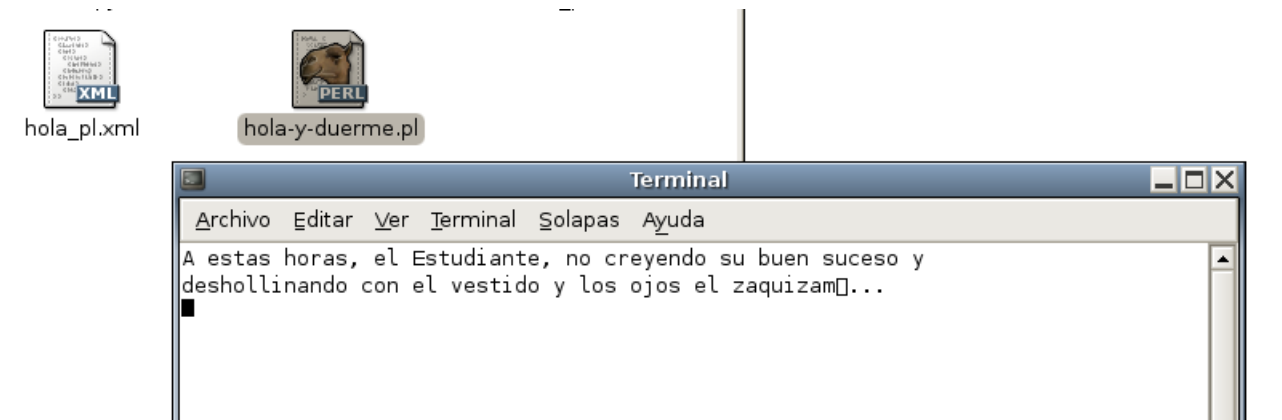 XML
PERL
hola_pl.xml
hola-y-duerme.pl
Terminal
Archivo Editar Ver Terminal Solapas Ayuda
A estas horas, el Estudiante, no creyendo su buen suceso y
deshollinando con el vestido y los ojos el zaquizam▯...